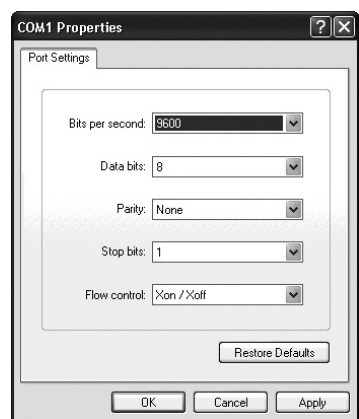 COM1 Properties
Port Settings
Bits per second: 9600
Data bits: 8
Parity: None
Stop bits: 1
Flow control: Xon / Xoff
Restore Defaults
OK Cancel Apply